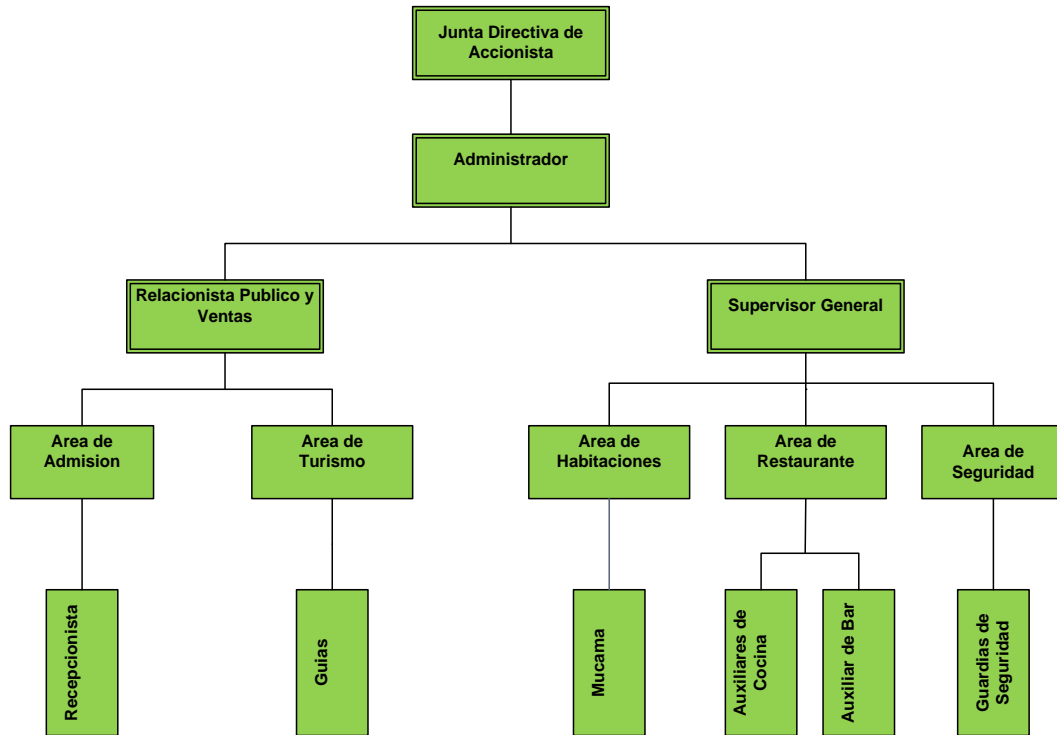 Junta Directiva de
Accionista
Administrador
Relacionista Publico y
Ventas
Supervisor General
Area de
Admision
Area de
Turismo
Area de
Habitaciones
Area de
Restaurante
Area de
Seguridad
Recepcionista
Guias
Mucama
Auxiliares de
Cocina
Auxiliar de Bar
Guardias de
Seguridad